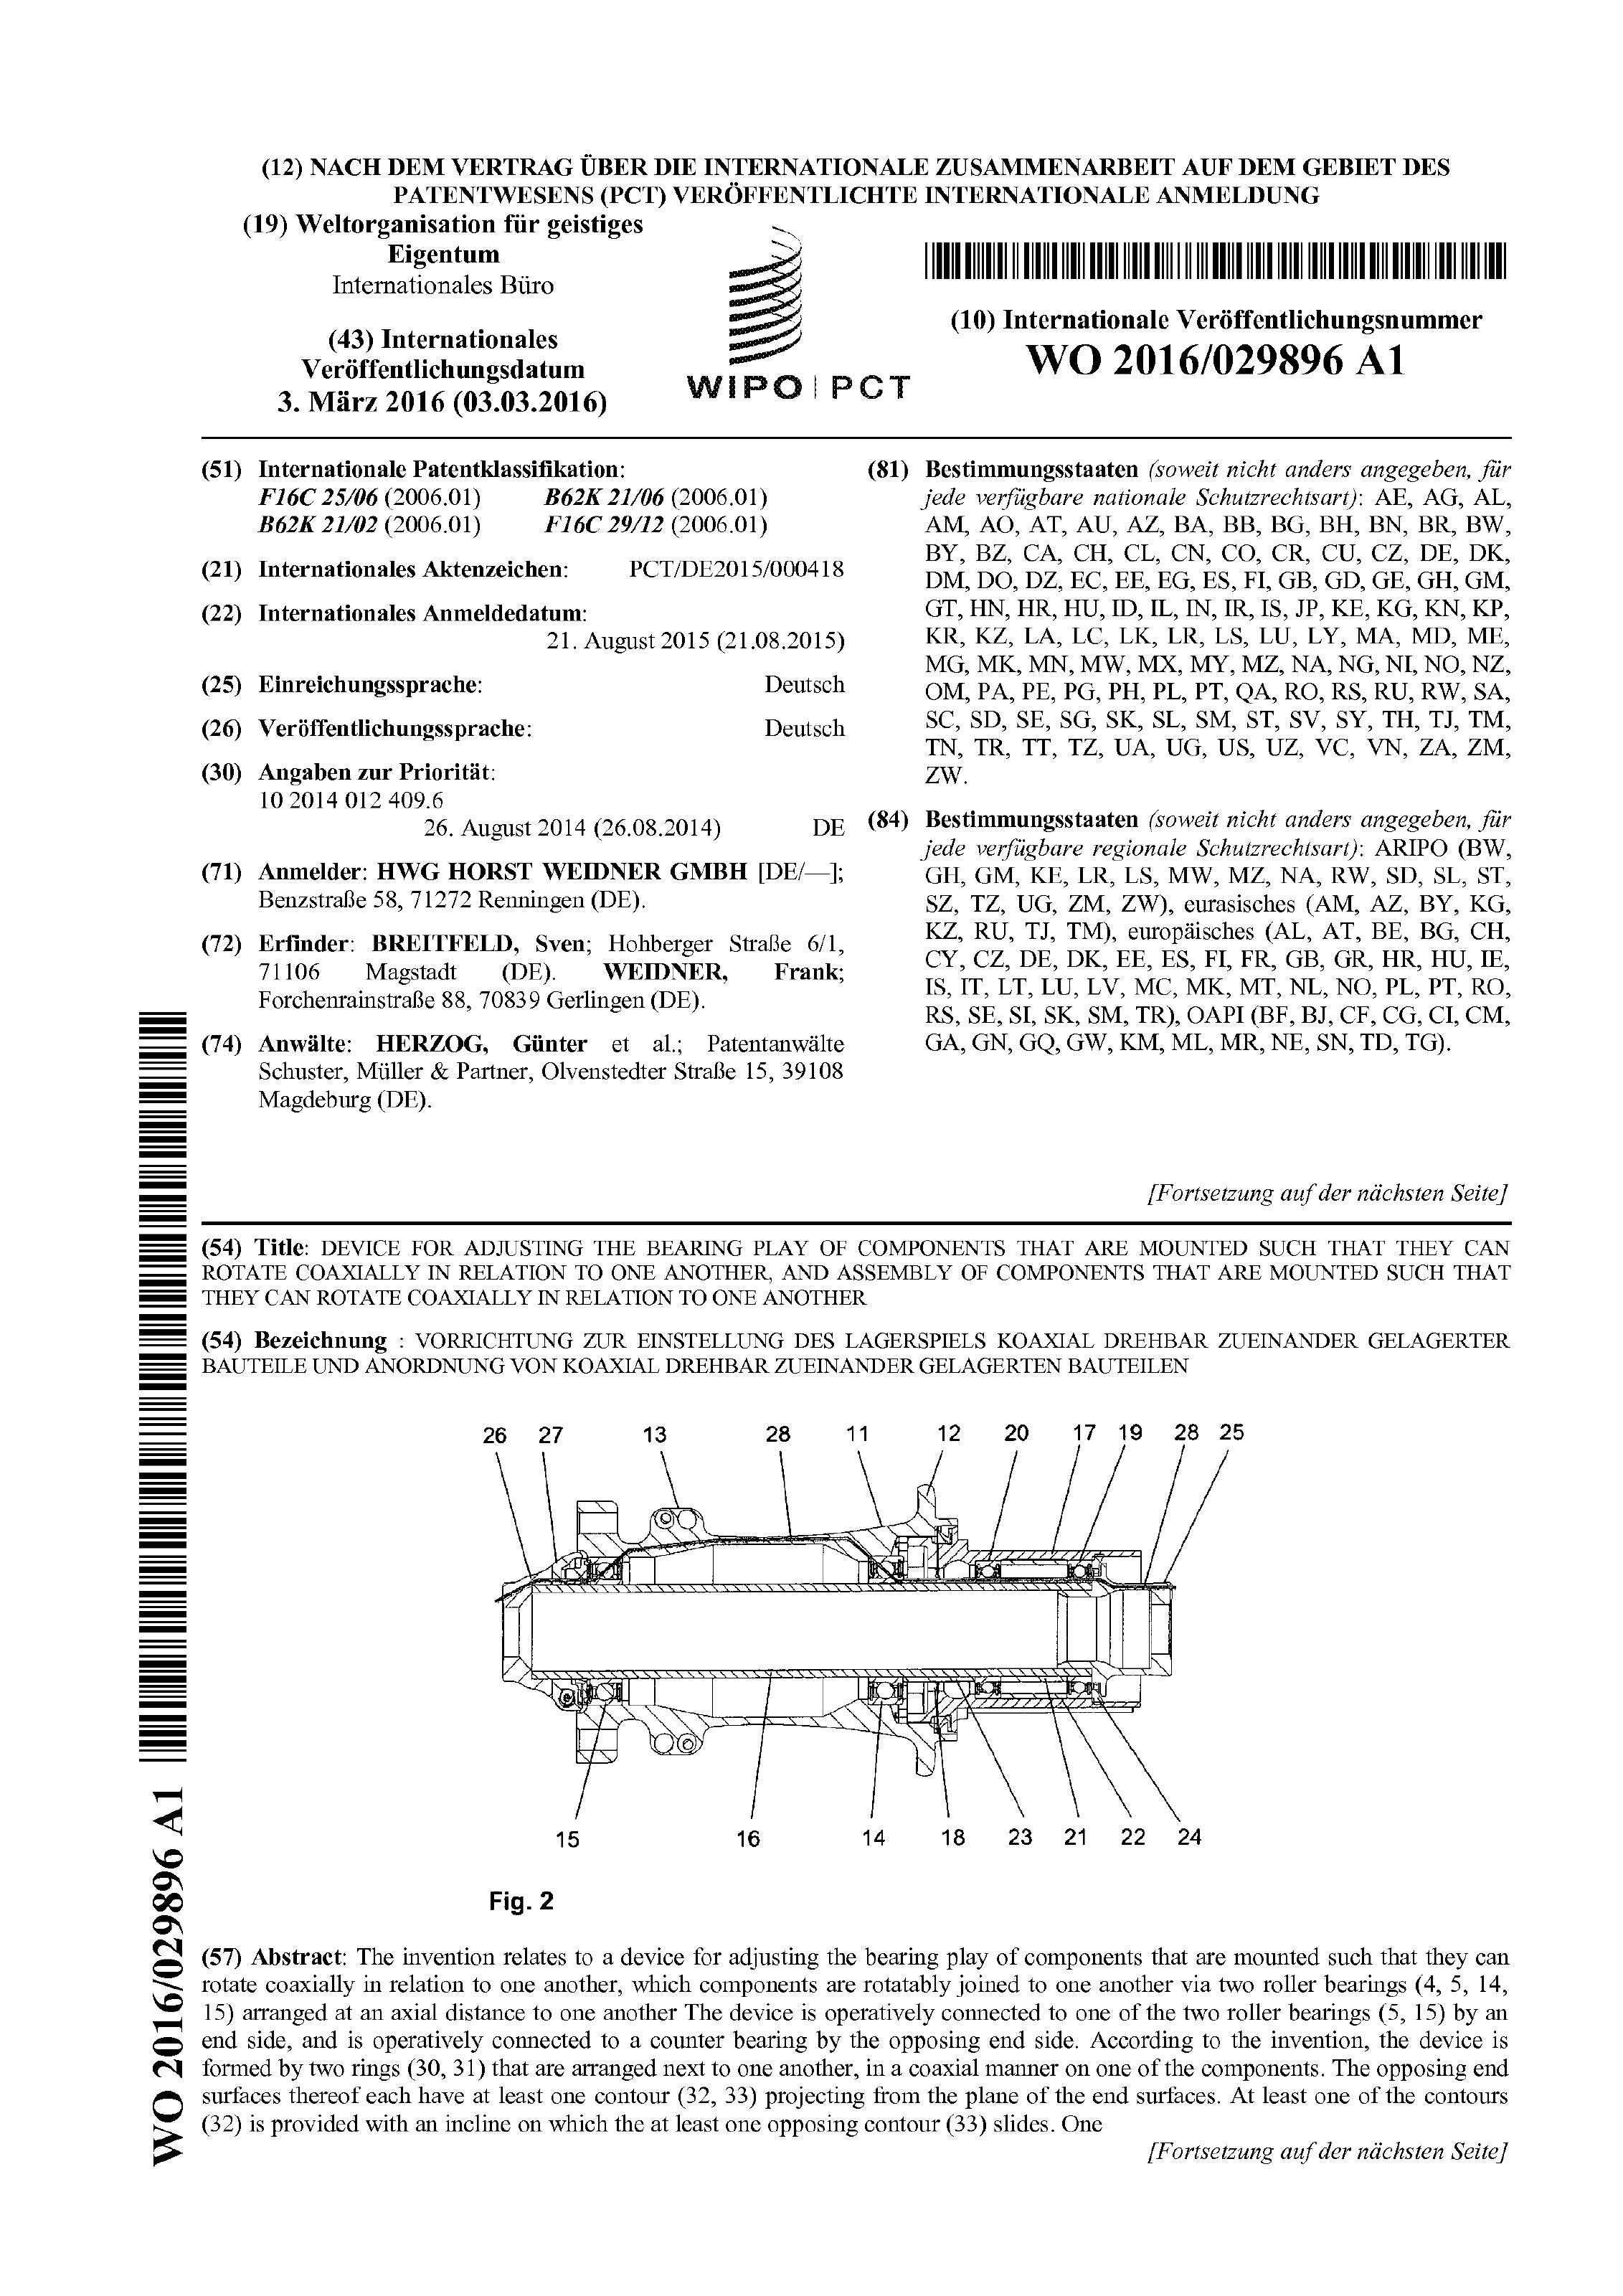 (12) NACH DEM VERTRAG ÜBER DIE INTERNATIONALE ZUSAMMENARBEIT AUF DEM GEBIET DES
PATENTWESENS (PCT) VERÖFFENTLICHTE INTERNATIONALE ANMELDUNG
(19) Weltorganisation für geistiges
Eigentum
Internationales Büro
(43) Internationales
Veröffentlichungsdatum
3. März 2016 (03.03.2016)
WIPO | PCT
(10) Internationale Veröffentlichungsnummer
WO 2016/029896 A1
(51) Internationale Patentklassifikation:
F16C 25/06 (2006.01) B62K 21/06 (2006.01)
B62K 21/02 (2006.01) F16C 29/12 (2006.01)
(21) Internationales Aktenzeichen: PCT/DE2015/000418
(22) Internationales Anmeldedatum:
21. August 2015 (21.08.2015)
(25) Einreichungssprache: Deutsch
(26) Veröffentlichungssprache: Deutsch
(30) Angaben zur Priorität:
10 2014 012 409.6
26. August 2014 (26.08.2014) DE
(71) Anmelder: HWG HORST WEIDNER GMBH [DE/—];
Benzstraße 58, 71272 Renningen (DE).
(72) Erfinder: BREITFELD, Sven; Hohberger Straße 6/1,
71106 Magstadt (DE). WEIDNER, Frank;
Forchenrainstraße 88, 70839 Gerlingen (DE).
(74) Anwälte: HERZOG, Günter et al.; Patentanwälte
Schuster, Müller & Partner, Olvenstedter Straße 15, 39108
Magdeburg (DE).
(81) Bestimmungsstaaten (soweit nicht anders angegeben, für
jede verfügbare nationale Schutzrechtsart): AE, AG, AL,
AM, AO, AT, AU, AZ, BA, BB, BG, BH, BN, BR, BW,
BY, BZ, CA, CH, CL, CN, CO, CR, CU, CZ, DE, DK,
DM, DO, DZ, EC, EE, EG, ES, FI, GB, GD, GE, GH, GM,
GT, HN, HR, HU, ID, IL, IN, IR, IS, JP, KE, KG, KN, KP,
KR, KZ, LA, LC, LK, LR, LS, LU, LY, MA, MD, ME,
MG, MK, MN, MW, MX, MY, MZ, NA, NG, NI, NO, NZ,
OM, PA, PE, PG, PH, PL, PT, QA, RO, RS, RU, RW, SA,
SC, SD, SE, SG, SK, SL, SM, ST, SV, SY, TH, TJ, TM,
TN, TR, TT, TZ, UA, UG, US, UZ, VC, VN, ZA, ZM,
ZW.
(84) Bestimmungsstaaten (soweit nicht anders angegeben, für
jede verfügbare regionale Schutzrechtsart): ARIPO (BW,
GH, GM, KE, LR, LS, MW, MZ, NA, RW, SD, SL, ST,
SZ, TZ, UG, ZM, ZW), eurasisches (AM, AZ, BY, KG,
KZ, RU, TJ, TM), europäisches (AL, AT, BE, BG, CH,
CY, CZ, DE, DK, EE, ES, FI, FR, GB, GR, HR, HU, IE,
IS, IT, LT, LU, LV, MC, MK, MT, NL, NO, PL, PT, RO,
RS, SE, SI, SK, SM, TR), OAPI (BF, BJ, CF, CG, CI, CM,
GA, GN, GQ, GW, KM, ML, MR, NE, SN, TD, TG).
[Fortsetzung auf der nächsten Seite]
(54) Title: DEVICE FOR ADJUSTING THE BEARING PLAY OF COMPONENTS THAT ARE MOUNTED SUCH THAT THEY CAN
ROTATE COAXIALLY IN RELATION TO ONE ANOTHER, AND ASSEMBLY OF COMPONENTS THAT ARE MOUNTED SUCH THAT
THEY CAN ROTATE COAXIALLY IN RELATION TO ONE ANOTHER
(54) Bezeichnung : VORRICHTUNG ZUR EINSTELLUNG DES LAGERSPIELS KOAXIAL DREHBAR ZUEINANDER GELAGERTER
BAUTEILE UND ANORDNUNG VON KOAXIAL DREHBAR ZUEINANDER GELAGERTEN BAUTEILEN
26 27 13 28 11 12 20 17 19 28 25
15 16 14 18 23 21 22 24
Fig. 2
(57) Abstract: The invention relates to a device for adjusting the bearing play of components that are mounted such that they can
rotate coaxially in relation to one another, which components are rotatably joined to one another via two roller bearings (4, 5, 14,
15) arranged at an axial distance to one another The device is operatively connected to one of the two roller bearings (5, 15) by an
end side, and is operatively connected to a counter bearing by the opposing end side. According to the invention, the device is
formed by two rings (30, 31) that are arranged next to one another, in a coaxial manner on one of the components. The opposing end
surfaces thereof each have at least one contour (32, 33) projecting from the plane of the end surfaces. At least one of the contours
(32) is provided with an incline on which the at least one opposing contour (33) slides. One
[Fortsetzung auf der nächsten Seite]
WO 2016/029896 A1